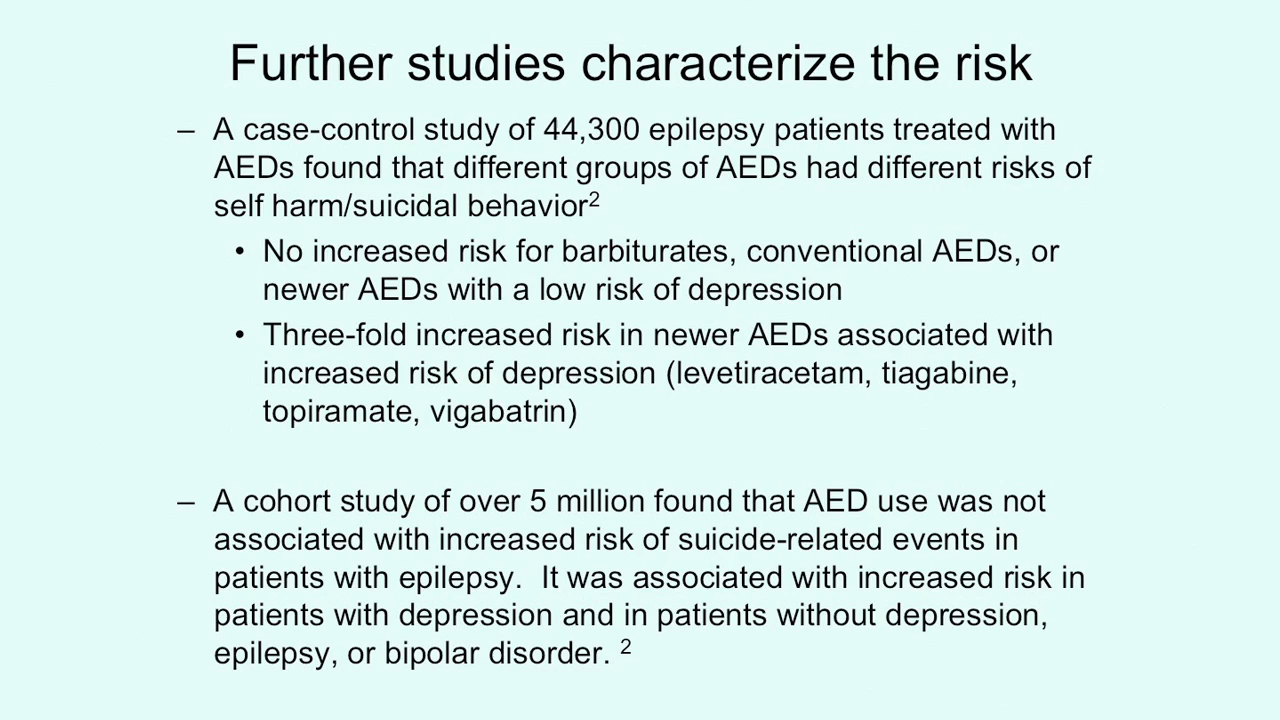 Further studies characterize the risk
– A case-control study of 44,300 epilepsy patients treated with
AEDs found that different groups of AEDs had different risks of
self harm/suicidal behavior2
• No increased risk for barbiturates, conventional AEDs, or
newer AEDs with a low risk of depression
• Three-fold increased risk in newer AEDs associated with
increased risk of depression (levetiracetam, tiagabine,
topiramate, vigabatrin)
– A cohort study of over 5 million found that AED use was not
associated with increased risk of suicide-related events in
patients with epilepsy.  It was associated with increased risk in
patients with depression and in patients without depression,
epilepsy, or bipolar disorder. 2